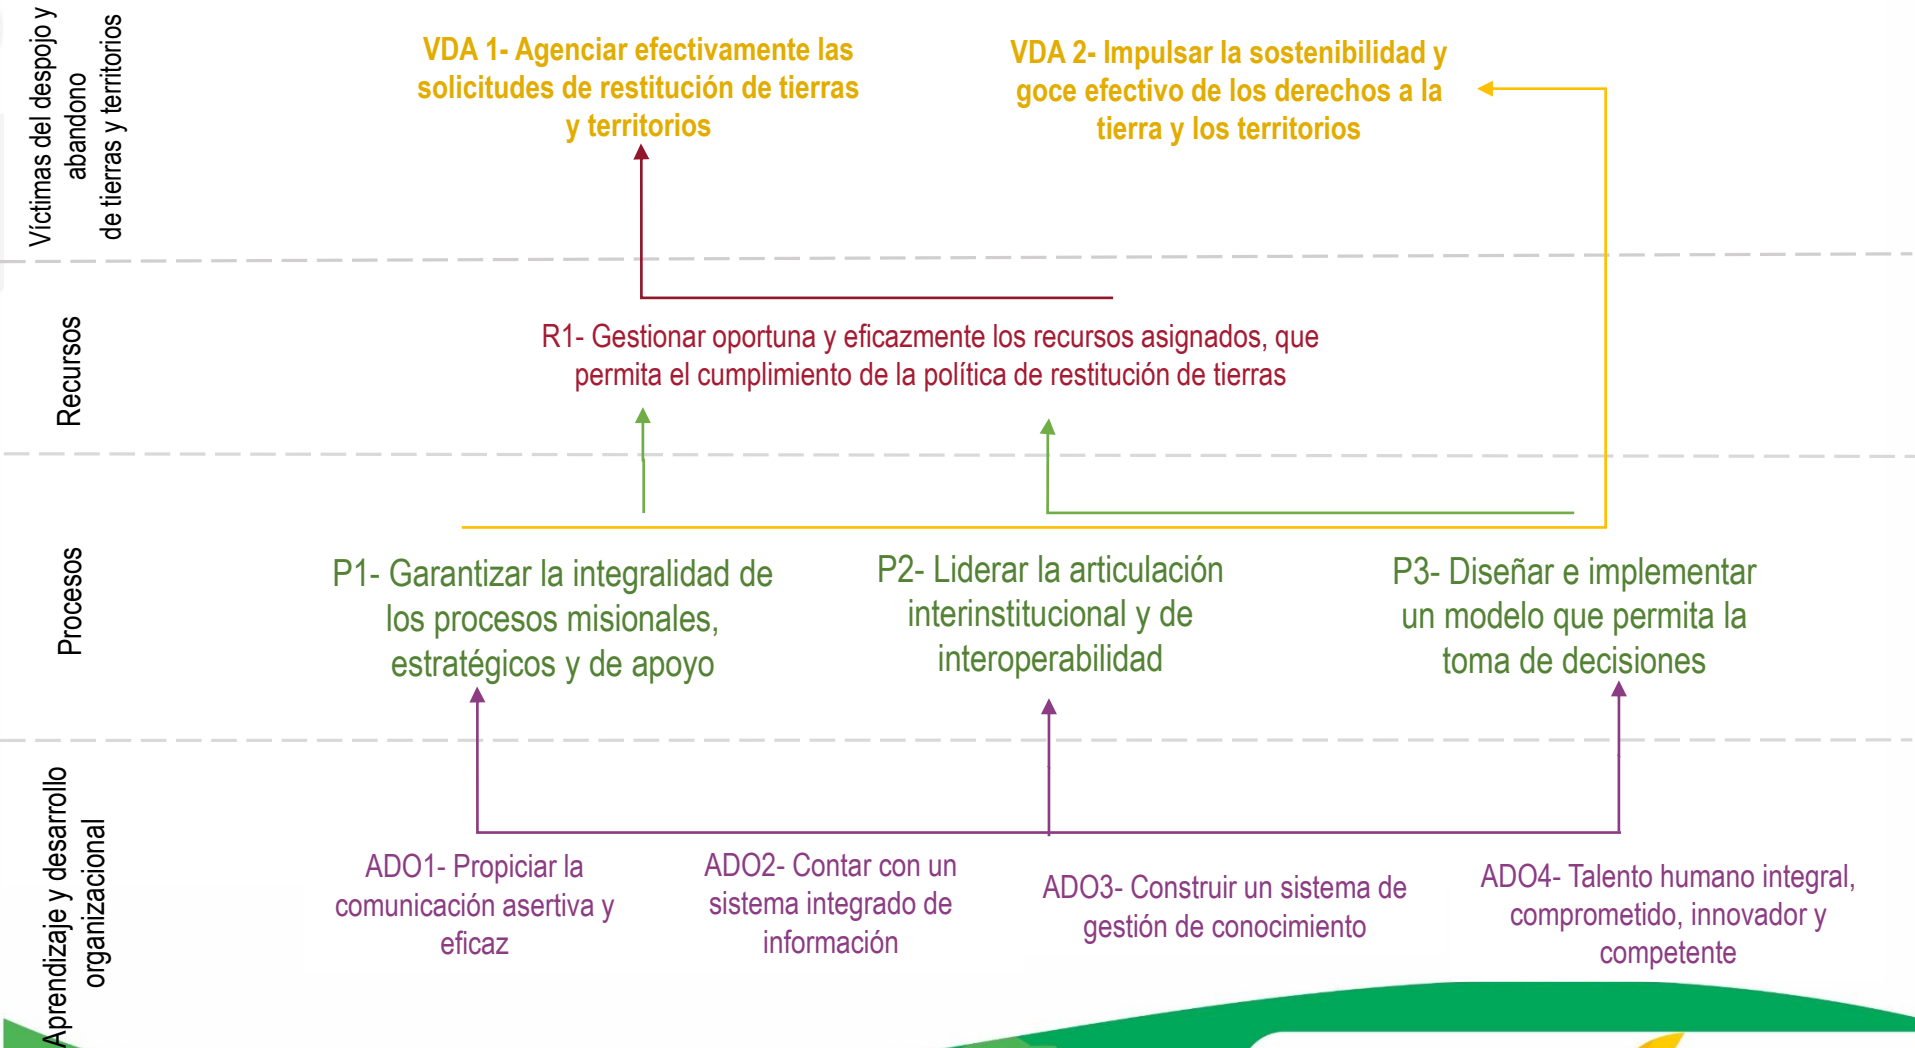 Víctimas del despojo y
abandono
de tierras y territorios
VDA 1- Agenciar efectivamente las
solicitudes de restitución de tierras
y territorios
VDA 2- Impulsar la sostenibilidad y
goce efectivo de los derechos a la
tierra y los territorios
Recursos
R1- Gestionar oportuna y eficazmente los recursos asignados, que
permita el cumplimiento de la política de restitución de tierras
Procesos
P1- Garantizar la integralidad de
los procesos misionales,
estratégicos y de apoyo
P2- Liderar la articulación
interinstitucional y de
interoperabilidad
P3- Diseñar e implementar
un modelo que permita la
toma de decisiones
Aprendizaje y desarrollo
organizacional
ADO1- Propiciar la
comunicación asertiva y
eficaz
ADO2- Contar con un
sistema integrado de
información
ADO3- Construir un sistema de
gestión de conocimiento
ADO4- Talento humano integral,
comprometido, innovador y
competente